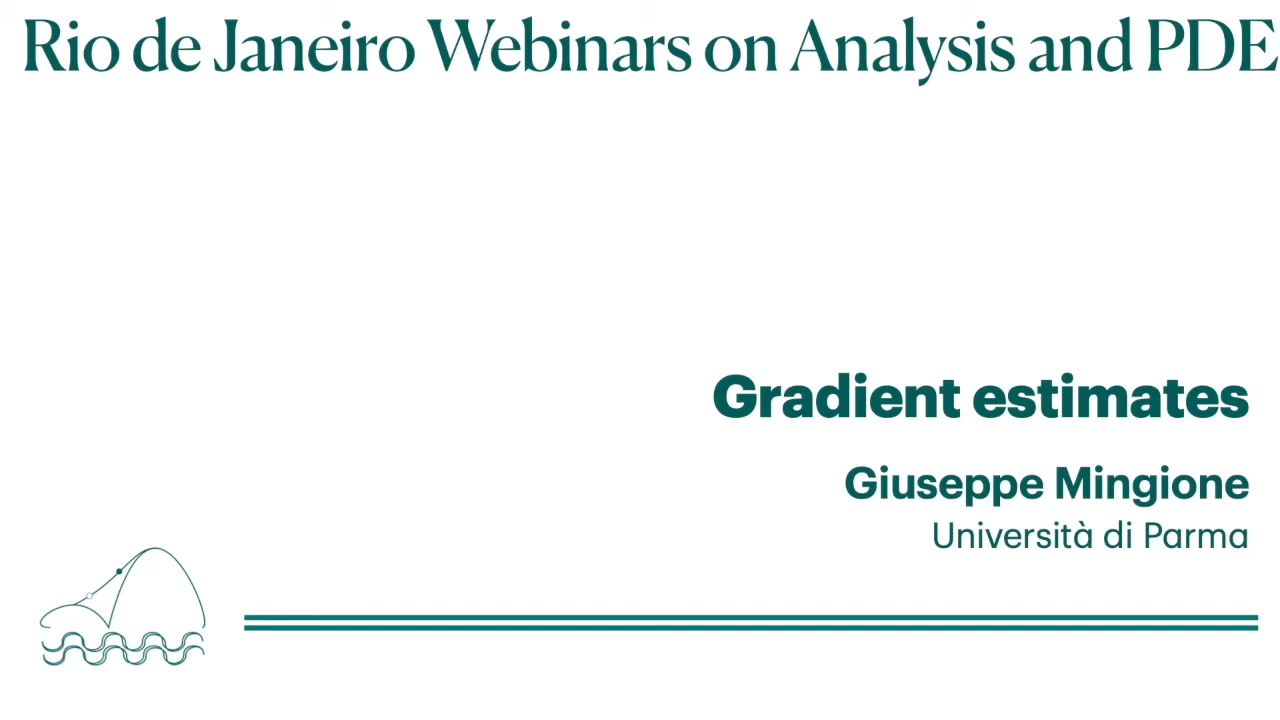 Rio de Janeiro Webinars on Analysis and PDE
Gradient estimates
Giuseppe Mingione
Università di Parma